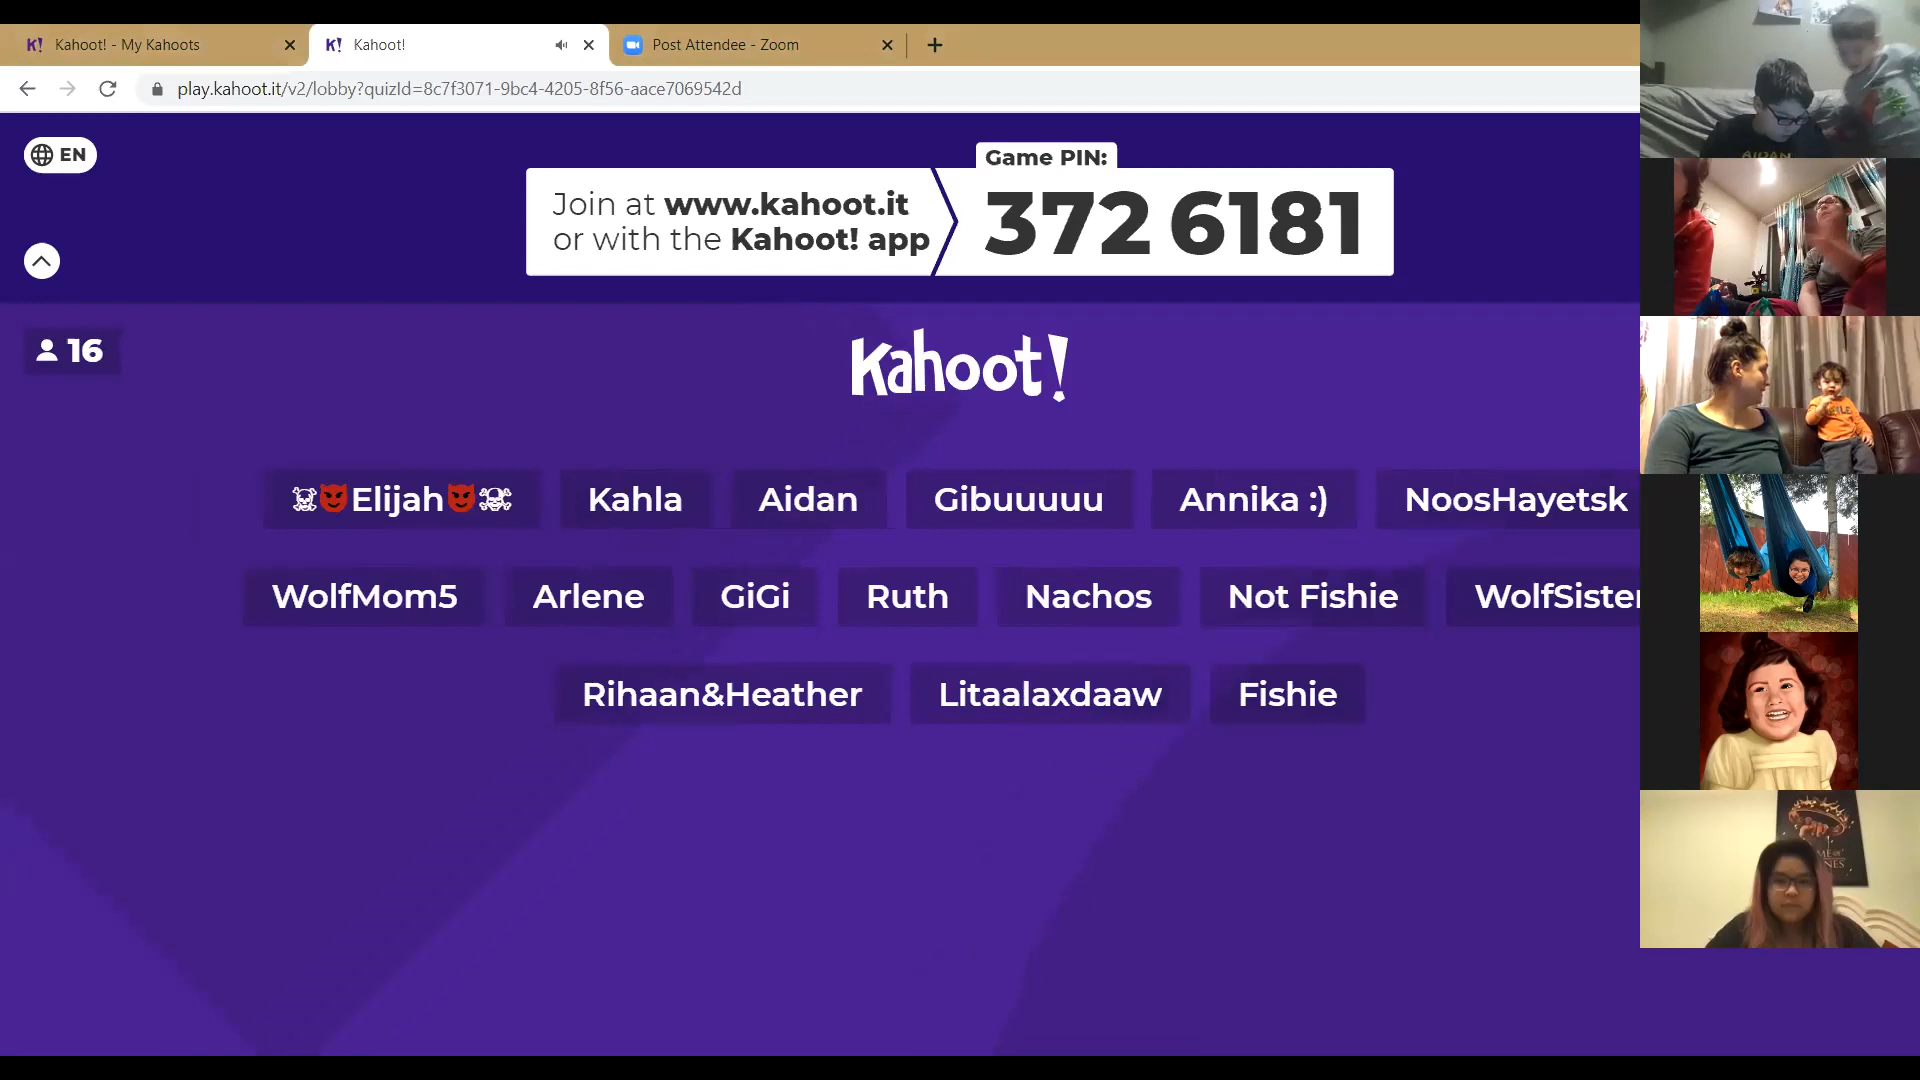 Kahoot! - My Kahoots
Kahoot!
Post Attendee - Zoom
play.kahoot.it/v2/lobby?quizId=8c7f3071-9bc4-4205-8f56-aace7069542d
EN
Game PIN:
Join at www.kahoot.it
or with the Kahoot! app
372 6181
16
Kahoot!
☠️😈Elijah😈☠️ Kahla Aidan Gibuuuuu Annika :) NoosHayetsk
WolfMom5 Arlene GiGi Ruth Nachos Not Fishie WolfSister
Rihaan&Heather Litaalaxdaaw Fishie
AIDAN